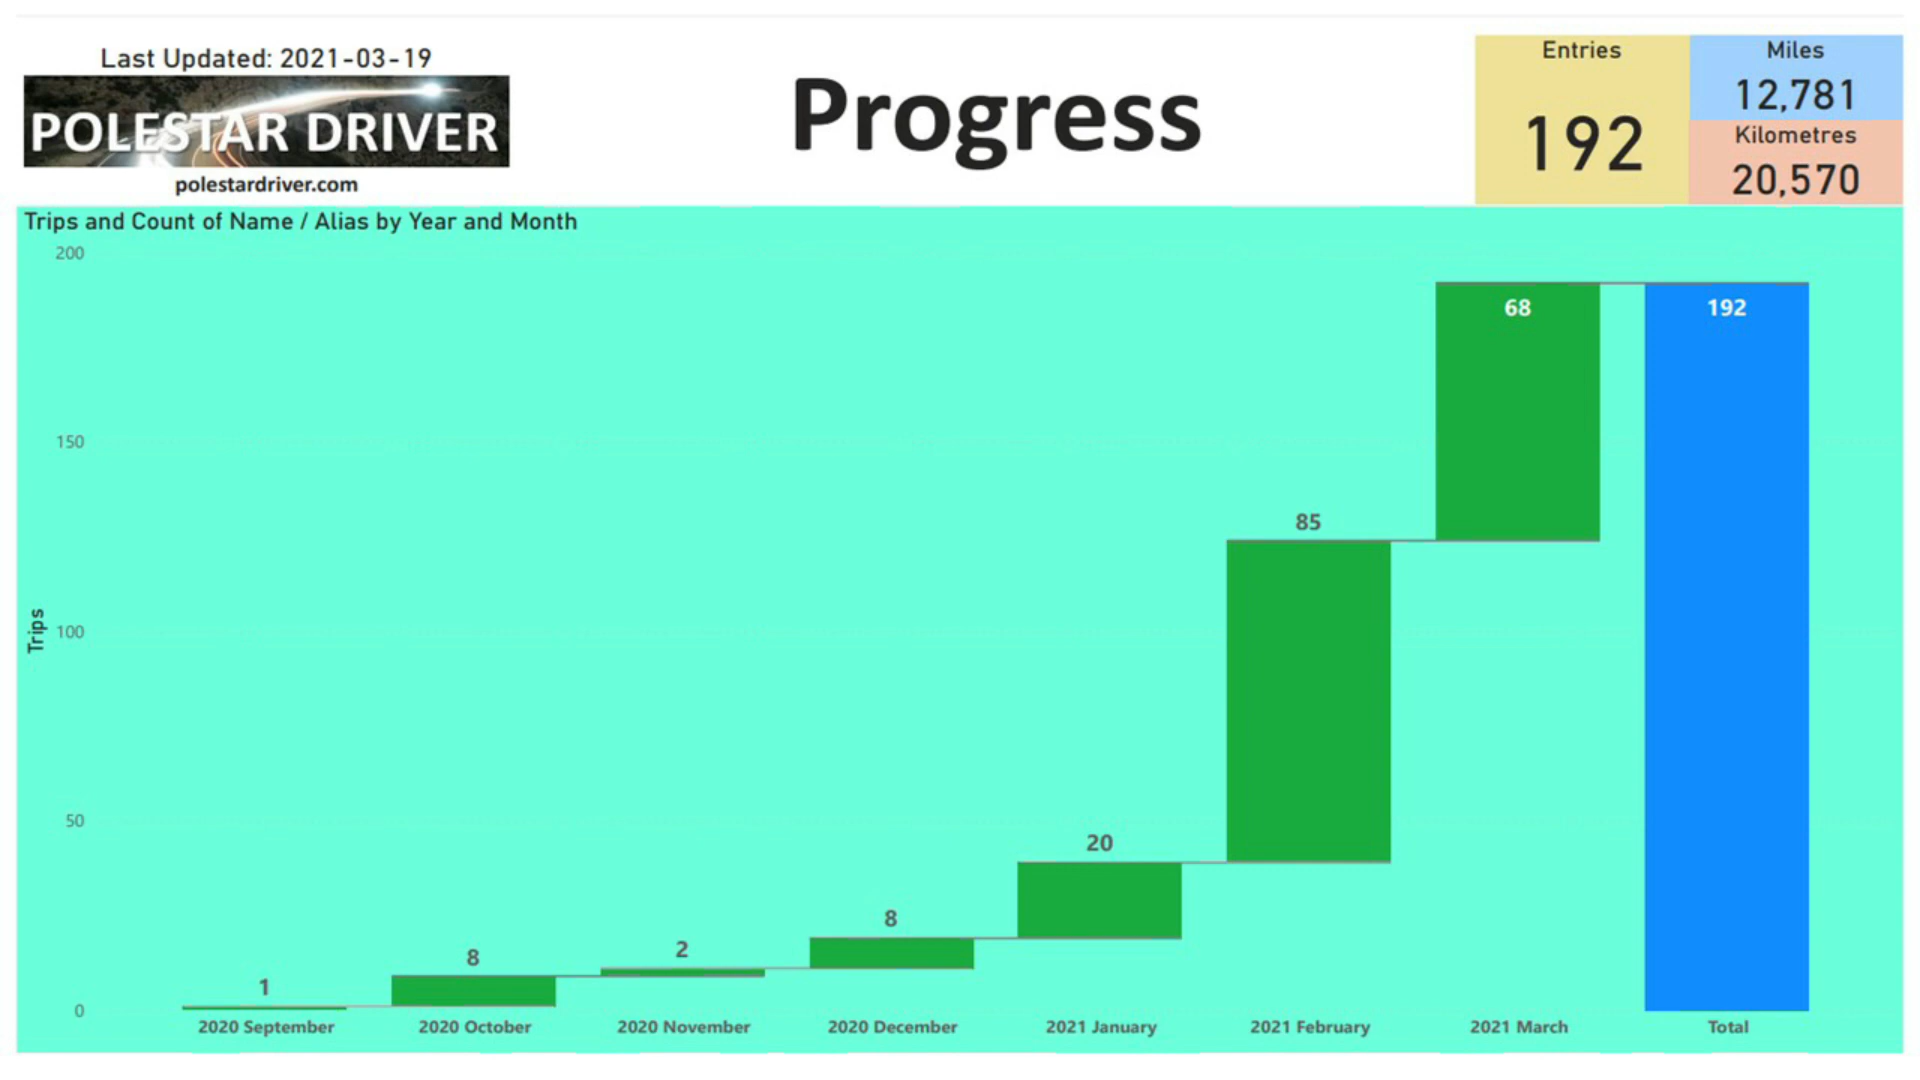 Last Updated: 2021-03-19
POLESTAR DRIVER
polestardriver.com
Progress
Entries
192
Miles
12,781
Kilometres
20,570
Trips and Count of Name / Alias by Year and Month
200
150
100
50
0
Trips
1
8
2
8
20
85
68
192
2020 September
2020 October
2020 November
2020 December
2021 January
2021 February
2021 March
Total